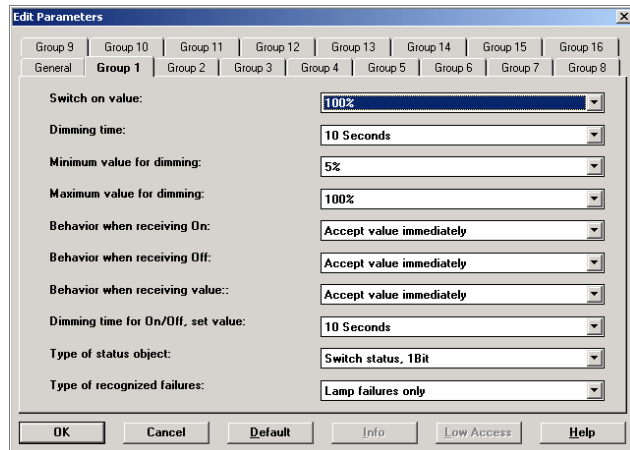 Edit Parameters
Group 9 Group 10 Group 11 Group 12 Group 13 Group 14 Group 15 Group 16
General Group 1 Group 2 Group 3 Group 4 Group 5 Group 6 Group 7 Group 8
Switch on value: 100%
Dimming time: 10 Seconds
Minimum value for dimming: 5%
Maximum value for dimming: 100%
Behavior when receiving On: Accept value immediately
Behavior when receiving Off: Accept value immediately
Behavior when receiving value:: Accept value immediately
Dimming time for On/Off, set value: 10 Seconds
Type of status object: Switch status, 1Bit
Type of recognized failures: Lamp failures only
OK Cancel Default Info Low Access Help